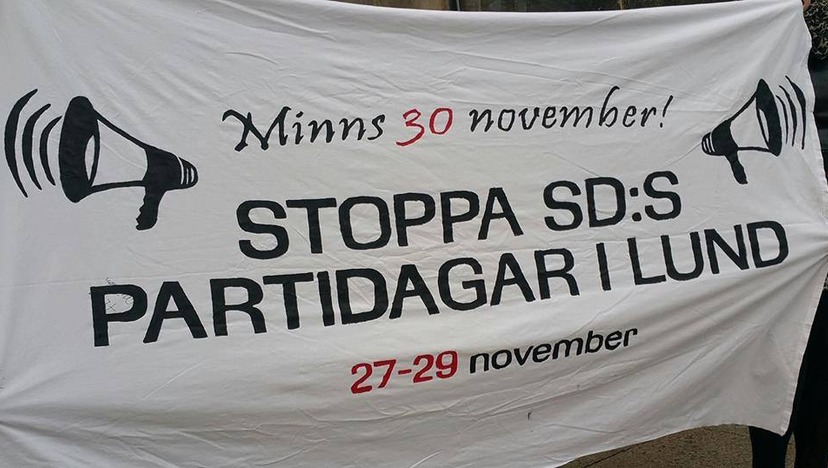 Minns 30 november!
STOPPA SD:S
PARTIDAGAR I LUND
27-29 november